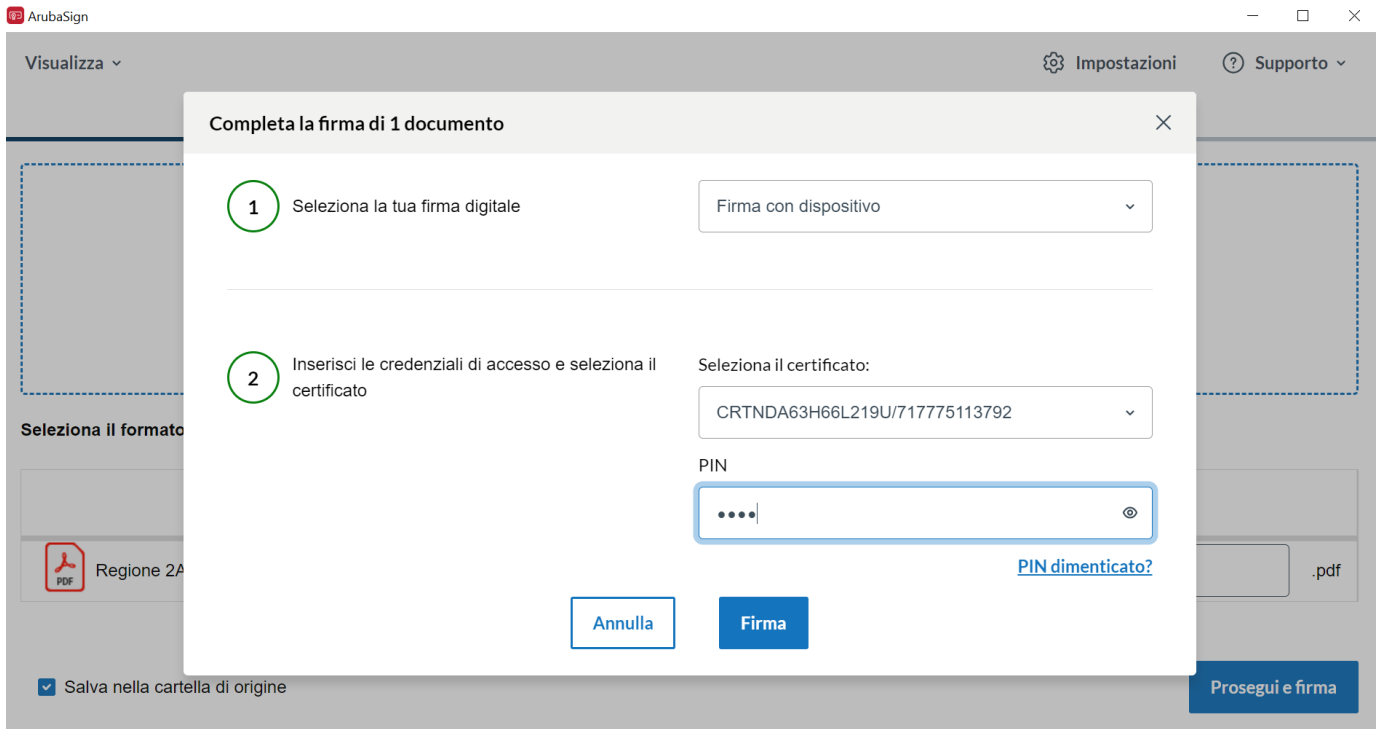 ArubaSign
Visualizza
Impostazioni
Supporto
Completa la firma di 1 documento
1
Seleziona la tua firma digitale
Firma con dispositivo
2
Inserisci le credenziali di accesso e seleziona il
certificato
Seleziona il certificato:
CRTNDA63H66L219U/717775113792
PIN
••••
PIN dimenticato?
Annulla
Firma
Seleziona il formato
PDF
Regione 2A
.pdf
Salva nella cartella di origine
Prosegui e firma